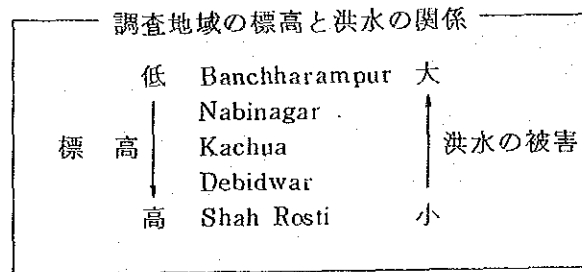 調査地域の標高と洪水の関係
低 Banchharampur 大
Nabinagar
標 高 Kachua 洪水の被害
Debidwar
高 Shah Rosti 小